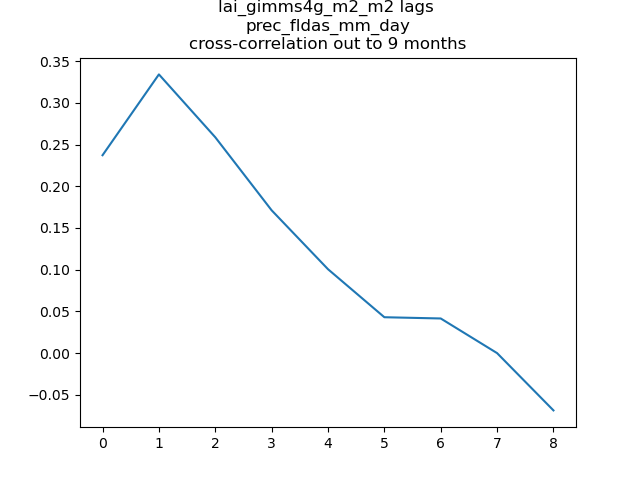 lai_gimms4g_m2_m2 lags
prec_fldas_mm_day
cross-correlation out to 9 months
0.35
0.30
0.25
0.20
0.15
0.10
0.05
0.00
−0.05
0 1 2 3 4 5 6 7 8